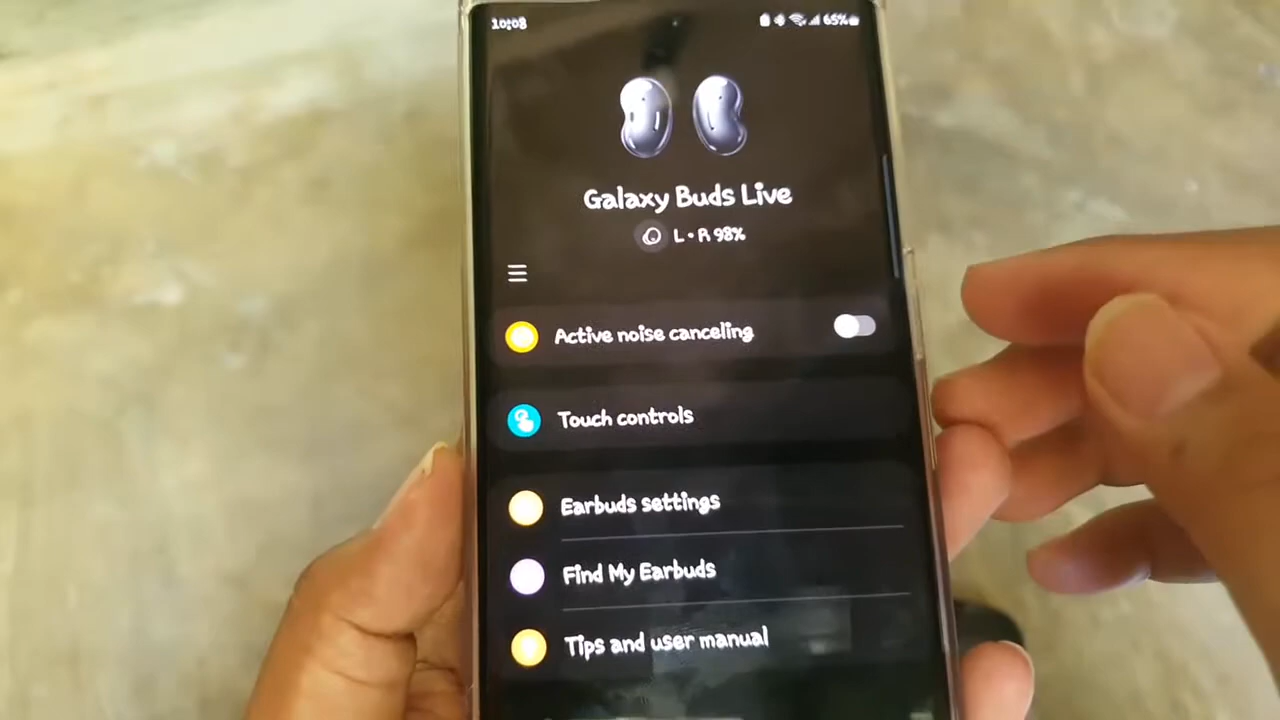 10:08
65%
Galaxy Buds Live
L • R 98%
Active noise canceling
Touch controls
Earbuds settings
Find My Earbuds
Tips and user manual